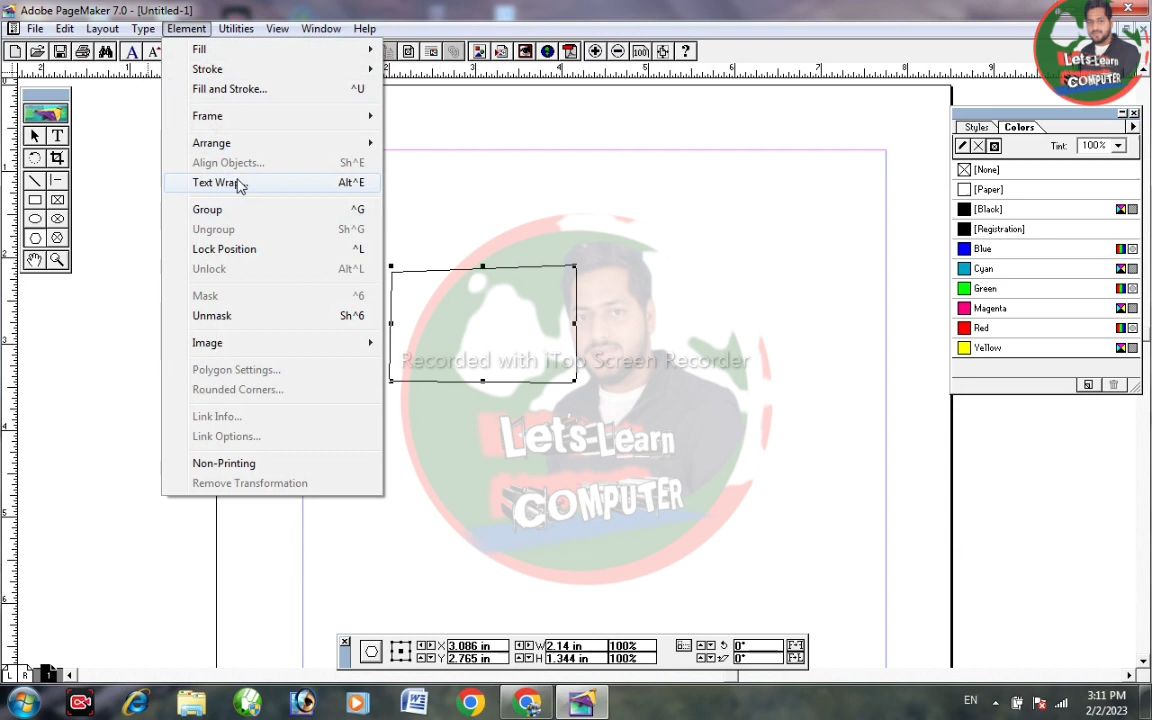 Adobe PageMaker 7.0 - [Untitled-1]
File Edit Layout Type Element Utilities View Window Help
Fill
Stroke
Fill and Stroke... ^U
Frame
Arrange
Align Objects... Sh^E
Text Wrap... Alt^E
Group ^G
Ungroup Sh^G
Lock Position ^L
Unlock Alt^L
Mask ^6
Unmask Sh^6
Image
Polygon Settings...
Rounded Corners...
Link Info...
Link Options...
Non-Printing
Remove Transformation
Lets-Learn
COMPUTER
Styles Colors
Tint: 100%
[None]
[Paper]
[Black]
[Registration]
Blue
Cyan
Green
Magenta
Red
Yellow
Recorded with iTop Screen Recorder
Lets-Learn
COMPUTER
X 3.086 in W 2.14 in 100% 0°
Y 2.765 in H 1.344 in 100% 0°
L R 1
EN
3:11 PM
2/2/2023